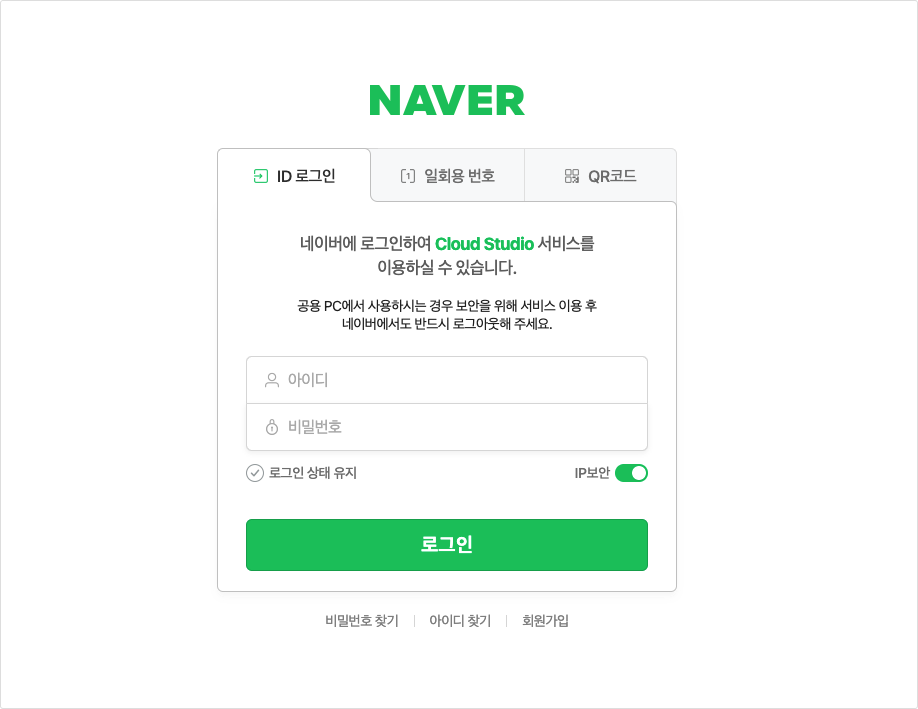 NAVER
ID 로그인
1 일회용 번호
QR코드
네이버에 로그인하여 Cloud Studio 서비스를
이용하실 수 있습니다.
공용 PC에서 사용하시는 경우 보안을 위해 서비스 이용 후
네이버에서도 반드시 로그아웃해 주세요.
아이디
비밀번호
로그인 상태 유지
IP보안
로그인
비밀번호 찾기 | 아이디 찾기 | 회원가입